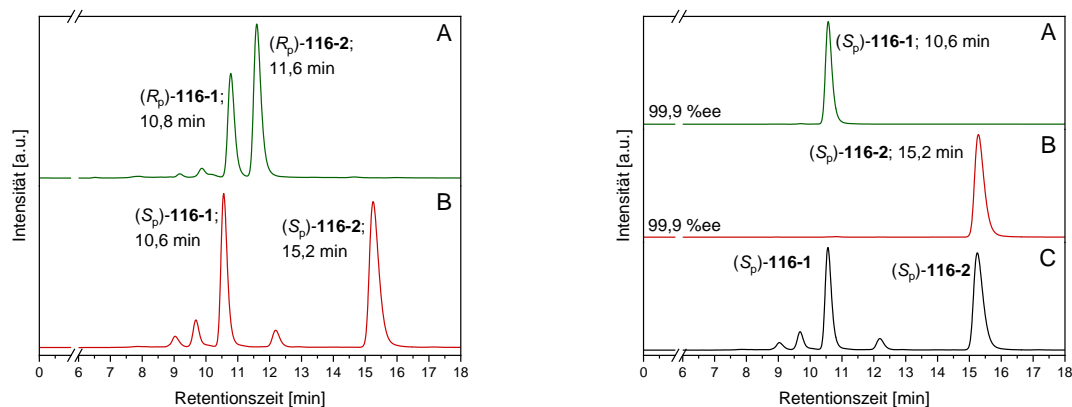 A
(Rp)-116-2;
11,6 min
(Rp)-116-1;
10,8 min
B
(Sp)-116-1;
10,6 min
(Sp)-116-2;
15,2 min
Intensität [a.u.]
0 6 7 8 9 10 11 12 13 14 15 16 17 18
Retentionszeit [min]
A
(Sp)-116-1; 10,6 min
99,9 %ee
B
(Sp)-116-2; 15,2 min
99,9 %ee
C
(Sp)-116-1
(Sp)-116-2
Intensität [a.u.]
0 6 7 8 9 10 11 12 13 14 15 16 17 18
Retentionszeit [min]